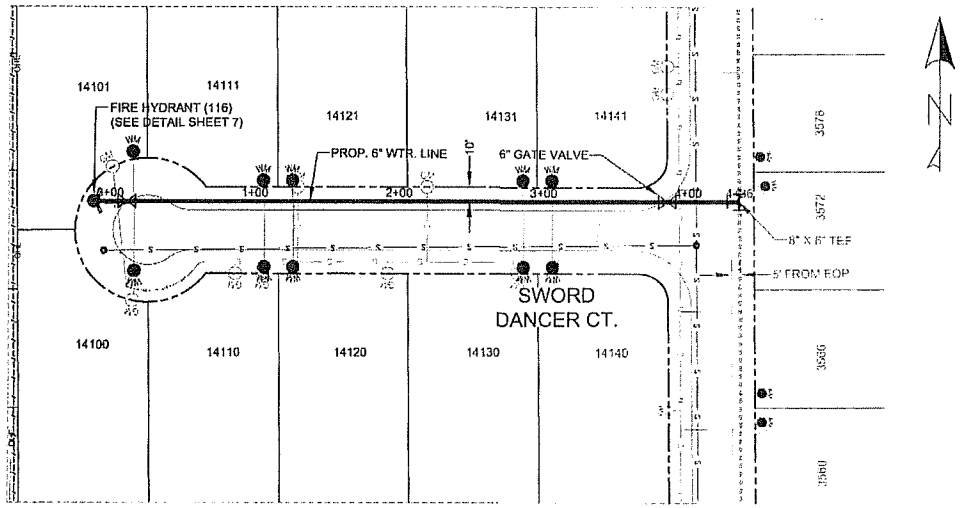 14101
14111
FIRE HYDRANT (116)
(SEE DETAIL SHEET 7)
14121
14131
14141
3578
N
PROP. 6" WTR. LINE
10'
6" GATE VALVE
0+00
1+00
2+00
3+00
4+00
3572
8" X 6" TEE
5' FROM EOP
SWORD
DANCER CT.
14100
14110
14120
14130
14140
3566
3560
S